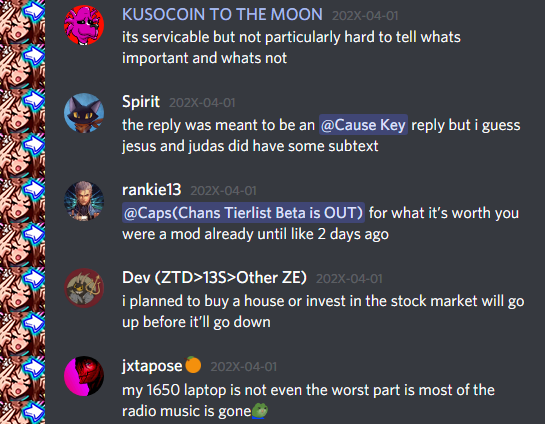 KUSOCOIN TO THE MOON 202X-04-01
its servicable but not particularly hard to tell whats
important and whats not
Spirit 202X-04-01
the reply was meant to be an @Cause Key reply but i guess
jesus and judas did have some subtext
rankie13 202X-04-01
@Caps(Chans Tierlist Beta is OUT) for what it's worth you
were a mod already until like 2 days ago
Dev (ZTD>13S>Other ZE) 202X-04-01
i planned to buy a house or invest in the stock market will go
up before it'll go down
jxtapose🍊 202X-04-01
my 1650 laptop is not even the worst part is most of the
radio music is gone